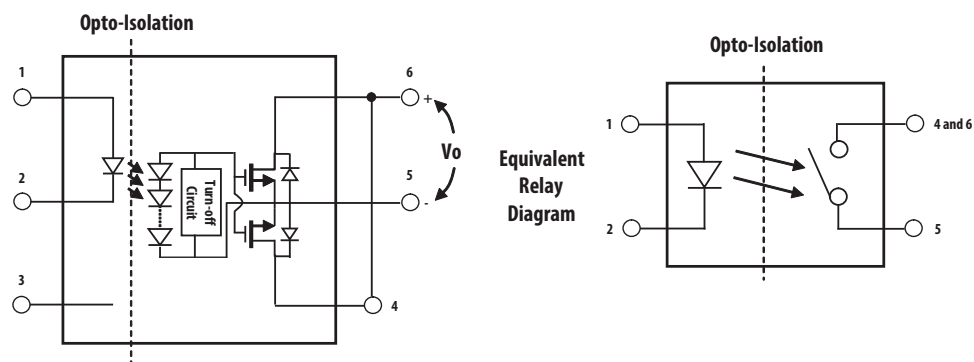 Opto-Isolation
1
2
3
Turn-off
Circuit
6
+
Vo
5
-
4
Equivalent
Relay
Diagram
Opto-Isolation
1
2
4 and 6
5